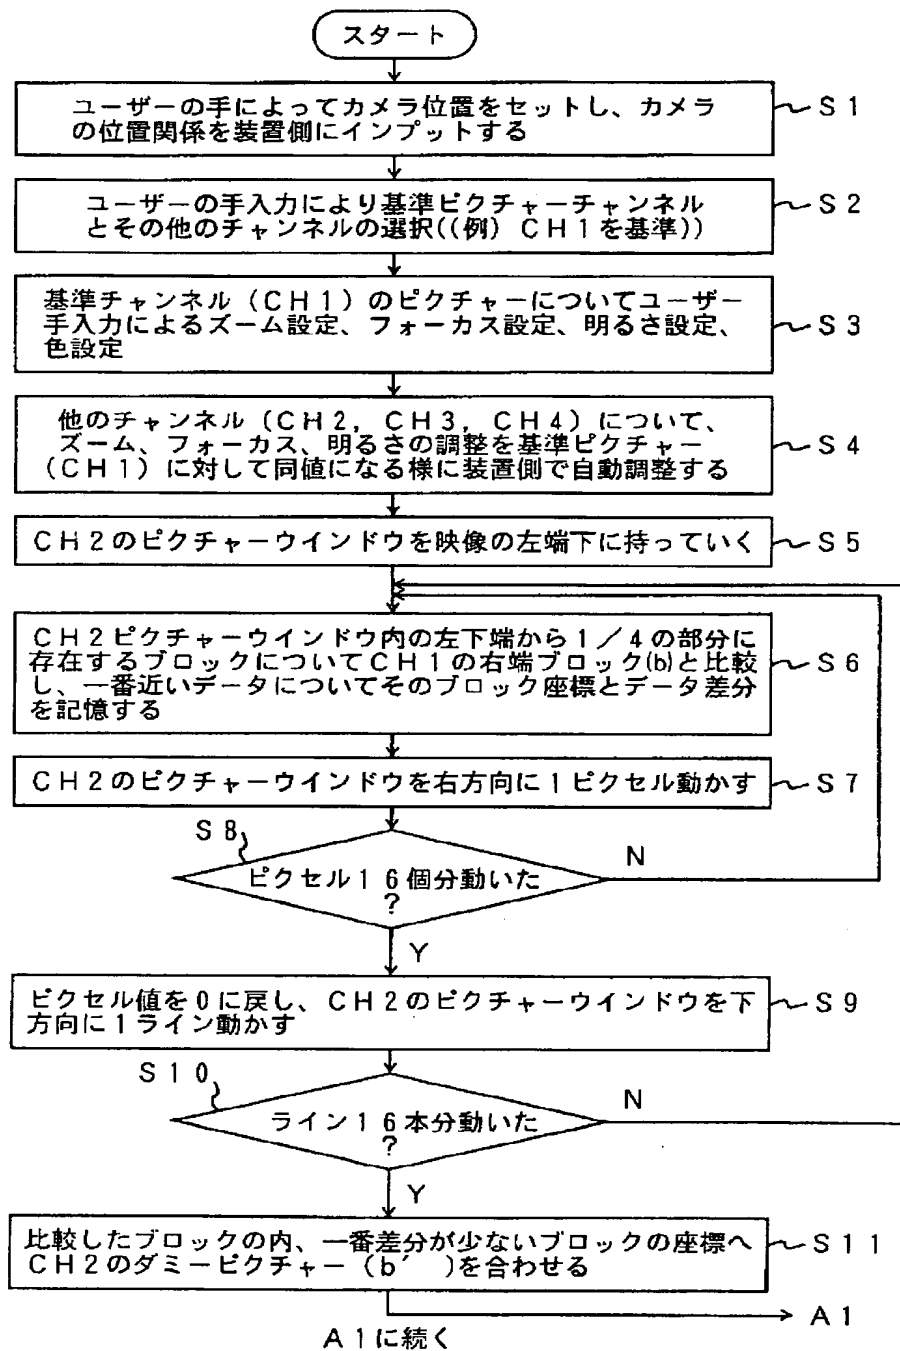 スタート
ユーザーの手によってカメラ位置をセットし、カメラ
の位置関係を装置側にインプットする
S1
ユーザーの手入力により基準ピクチャーチャンネル
とその他のチャンネルの選択((例) CH1を基準))
S2
基準チャンネル(CH1)のピクチャーについてユーザー
手入力によるズーム設定、フォーカス設定、明るさ設定、
色設定
S3
他のチャンネル(CH2, CH3, CH4)について、
ズーム、フォーカス、明るさの調整を基準ピクチャー
(CH1)に対して同値になる様に装置側で自動調整する
S4
CH2のピクチャーウインドウを映像の左端下に持っていく
S5
CH2ピクチャーウインドウ内の左下端から1/4の部分に
存在するブロックについてCH1の右端ブロック(b)と比較
し、一番近いデータについてそのブロック座標とデータ差分
を記憶する
S6
CH2のピクチャーウインドウを右方向に1ピクセル動かす
S7
S8
ピクセル16個分動いた
?
N
Y
ピクセル値を0に戻し、CH2のピクチャーウインドウを下
方向に1ライン動かす
S9
S10
ライン16本分動いた
?
N
Y
比較したブロックの内、一番差分が少ないブロックの座標へ
CH2のダミーピクチャー(b′ )を合わせる
S11
A1
A1に続く